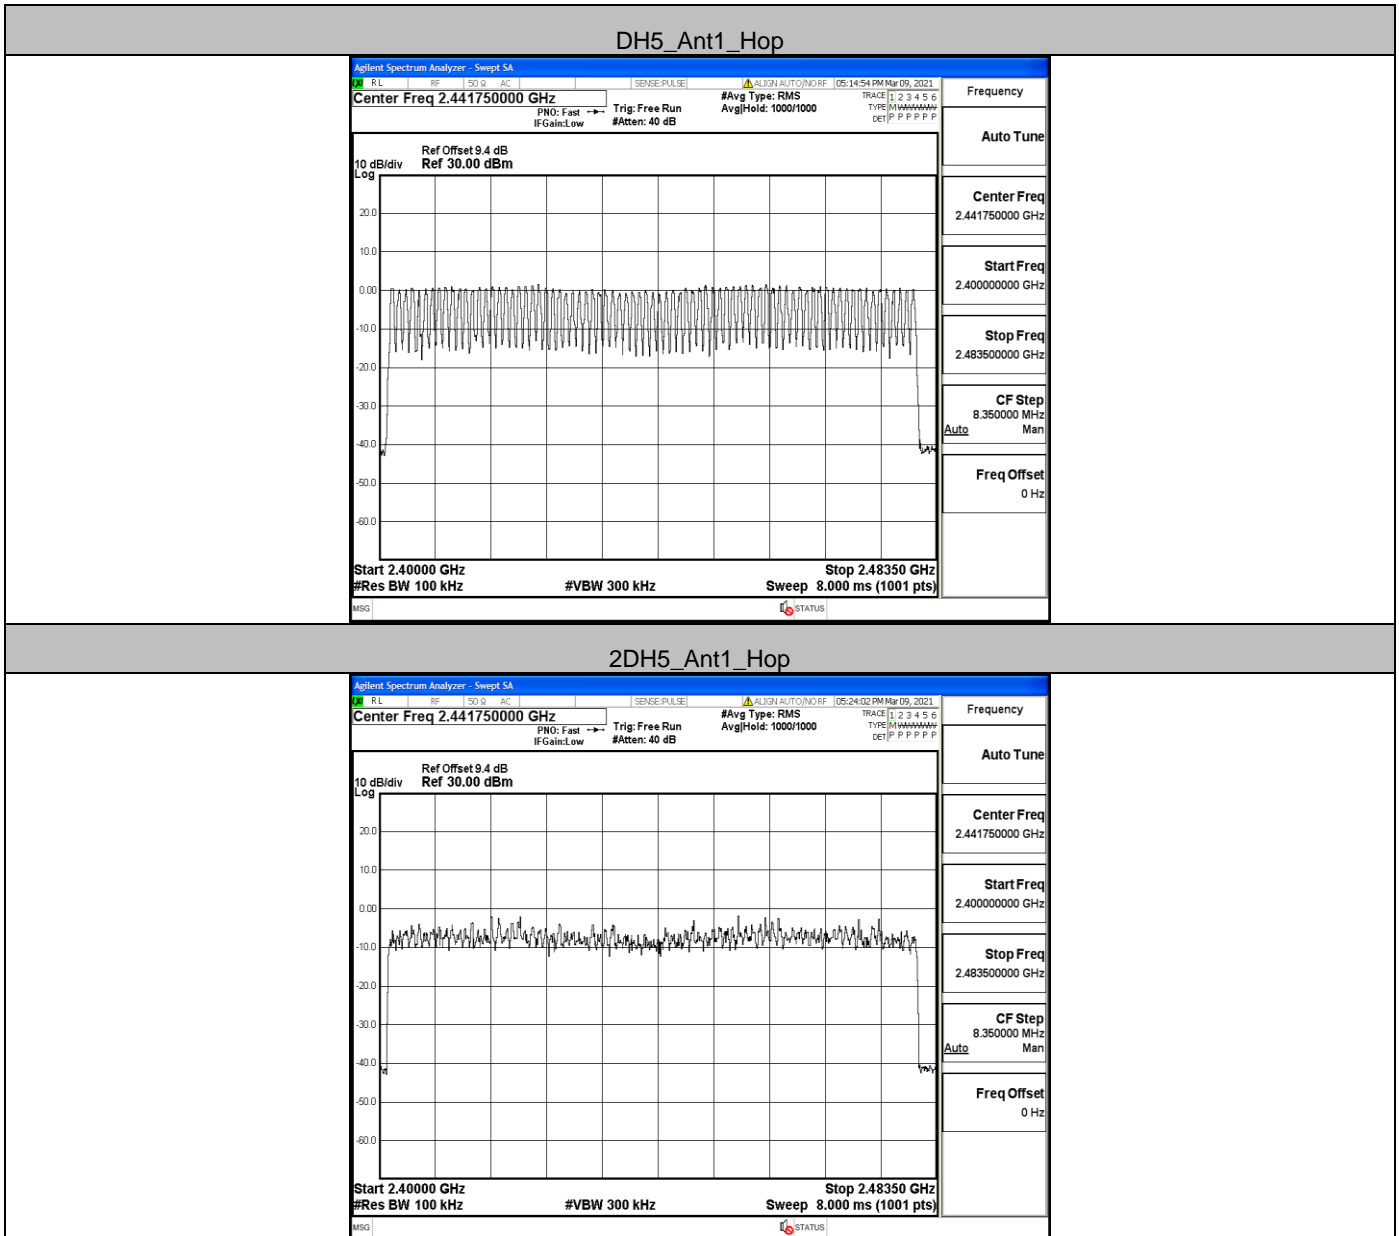 DH5_Ant1_Hop
Agilent Spectrum Analyzer - Swept SA
RL RF 50 Ω AC SENSE:PULSE ALIGN AUTO/NO RF 05:14:54 PM Mar 09, 2021
Center Freq 2.441750000 GHz
PNO: Fast
IFGain:Low
Trig: Free Run
#Atten: 40 dB
#Avg Type: RMS
Avg|Hold: 1000/1000
TRACE 1 2 3 4 5 6
TYPE M WWWWW
DET P P P P P P
Ref Offset 9.4 dB
10 dB/div Ref 30.00 dBm
Log
20.0
10.0
0.00
-10.0
-20.0
-30.0
-40.0
-50.0
-60.0
Start 2.40000 GHz Stop 2.48350 GHz
#Res BW 100 kHz #VBW 300 kHz Sweep 8.000 ms (1001 pts)
MSG STATUS
Frequency
Auto Tune
Center Freq
2.441750000 GHz
Start Freq
2.400000000 GHz
Stop Freq
2.483500000 GHz
CF Step
8.350000 MHz
Auto Man
Freq Offset
0 Hz
2DH5_Ant1_Hop
Agilent Spectrum Analyzer - Swept SA
RL RF 50 Ω AC SENSE:PULSE ALIGN AUTO/NO RF 05:24:02 PM Mar 09, 2021
Center Freq 2.441750000 GHz
PNO: Fast
IFGain:Low
Trig: Free Run
#Atten: 40 dB
#Avg Type: RMS
Avg|Hold: 1000/1000
TRACE 1 2 3 4 5 6
TYPE M WWWWW
DET P P P P P P
Ref Offset 9.4 dB
10 dB/div Ref 30.00 dBm
Log
20.0
10.0
0.00
-10.0
-20.0
-30.0
-40.0
-50.0
-60.0
Start 2.40000 GHz Stop 2.48350 GHz
#Res BW 100 kHz #VBW 300 kHz Sweep 8.000 ms (1001 pts)
MSG STATUS
Frequency
Auto Tune
Center Freq
2.441750000 GHz
Start Freq
2.400000000 GHz
Stop Freq
2.483500000 GHz
CF Step
8.350000 MHz
Auto Man
Freq Offset
0 Hz